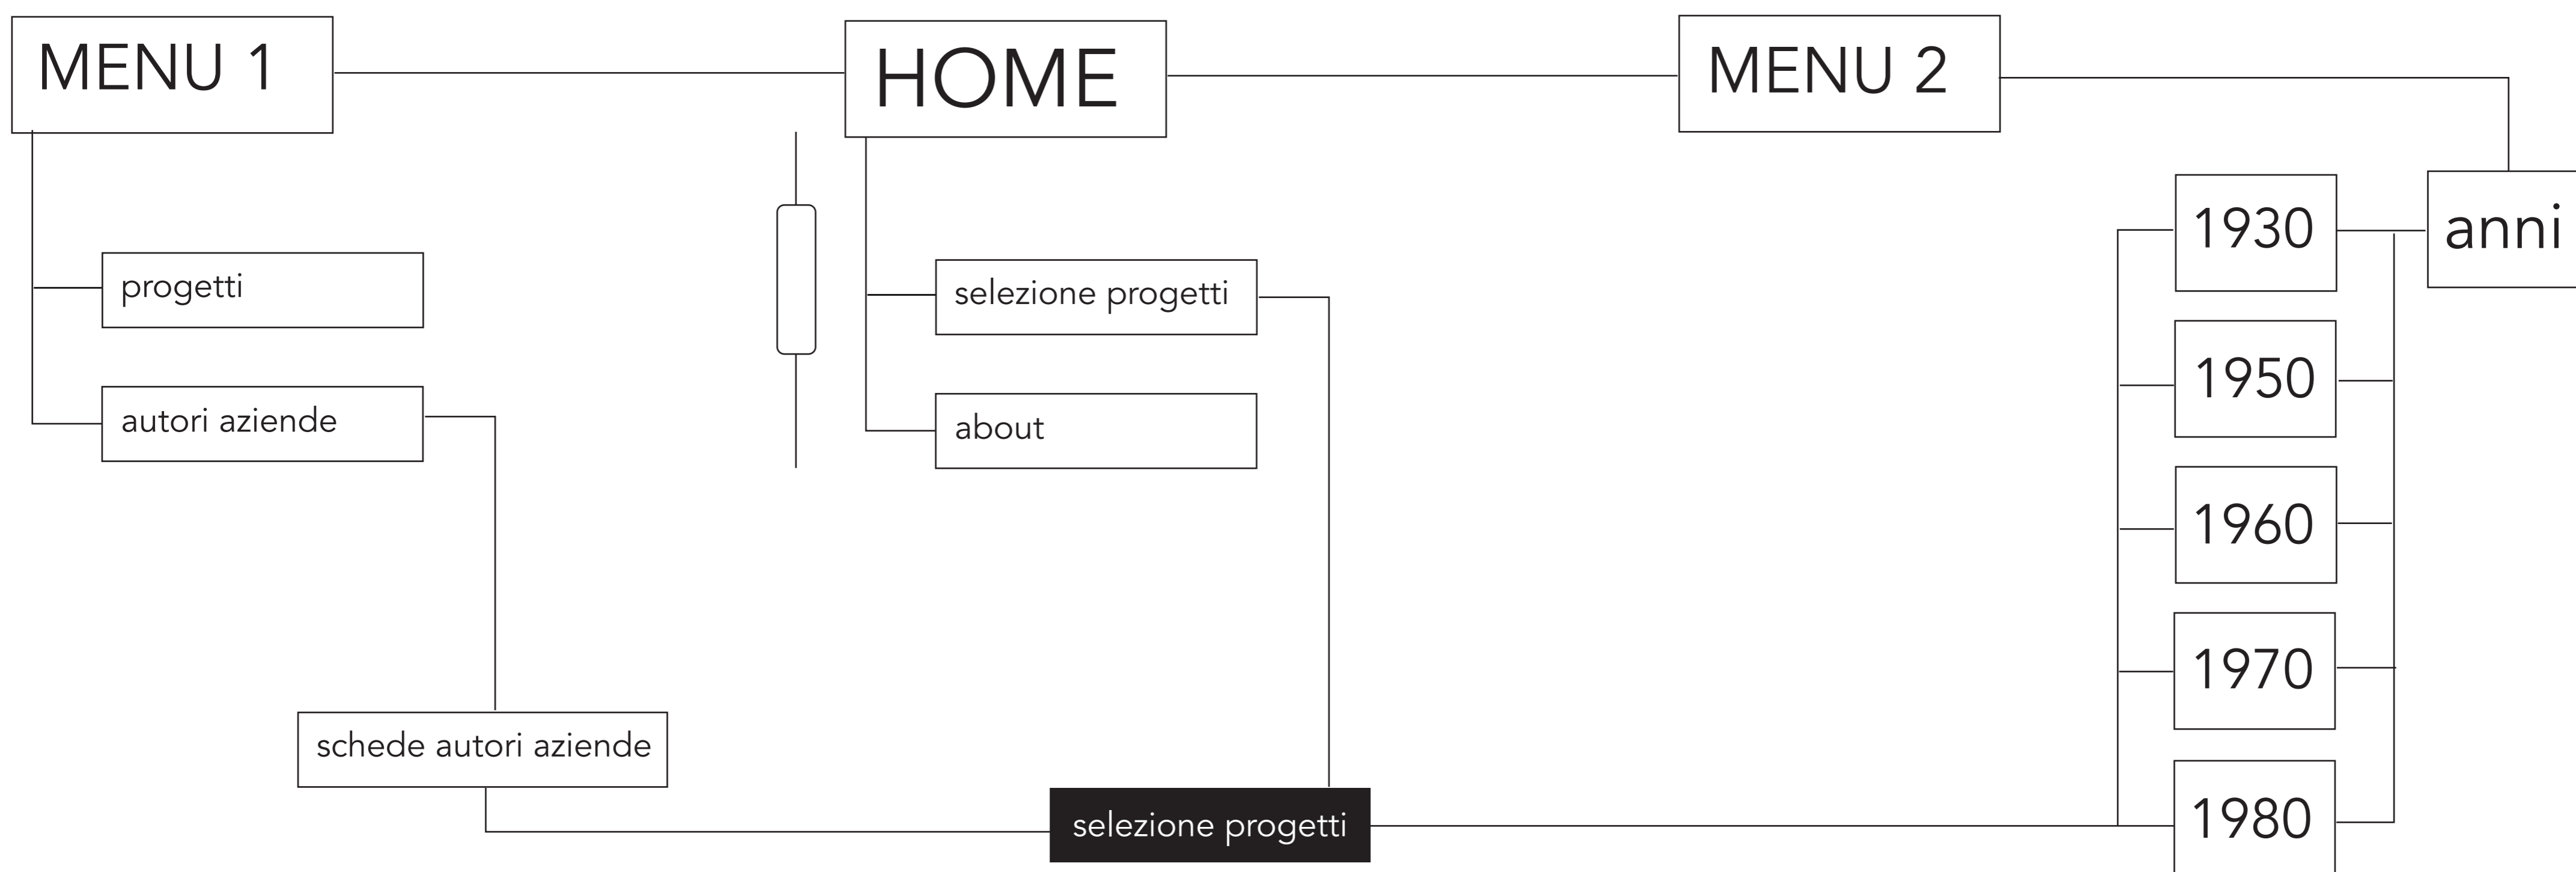 MENU 1
HOME
MENU 2
progetti
autori aziende
schede autori aziende
selezione progetti
about
selezione progetti
anni
1930
1950
1960
1970
1980